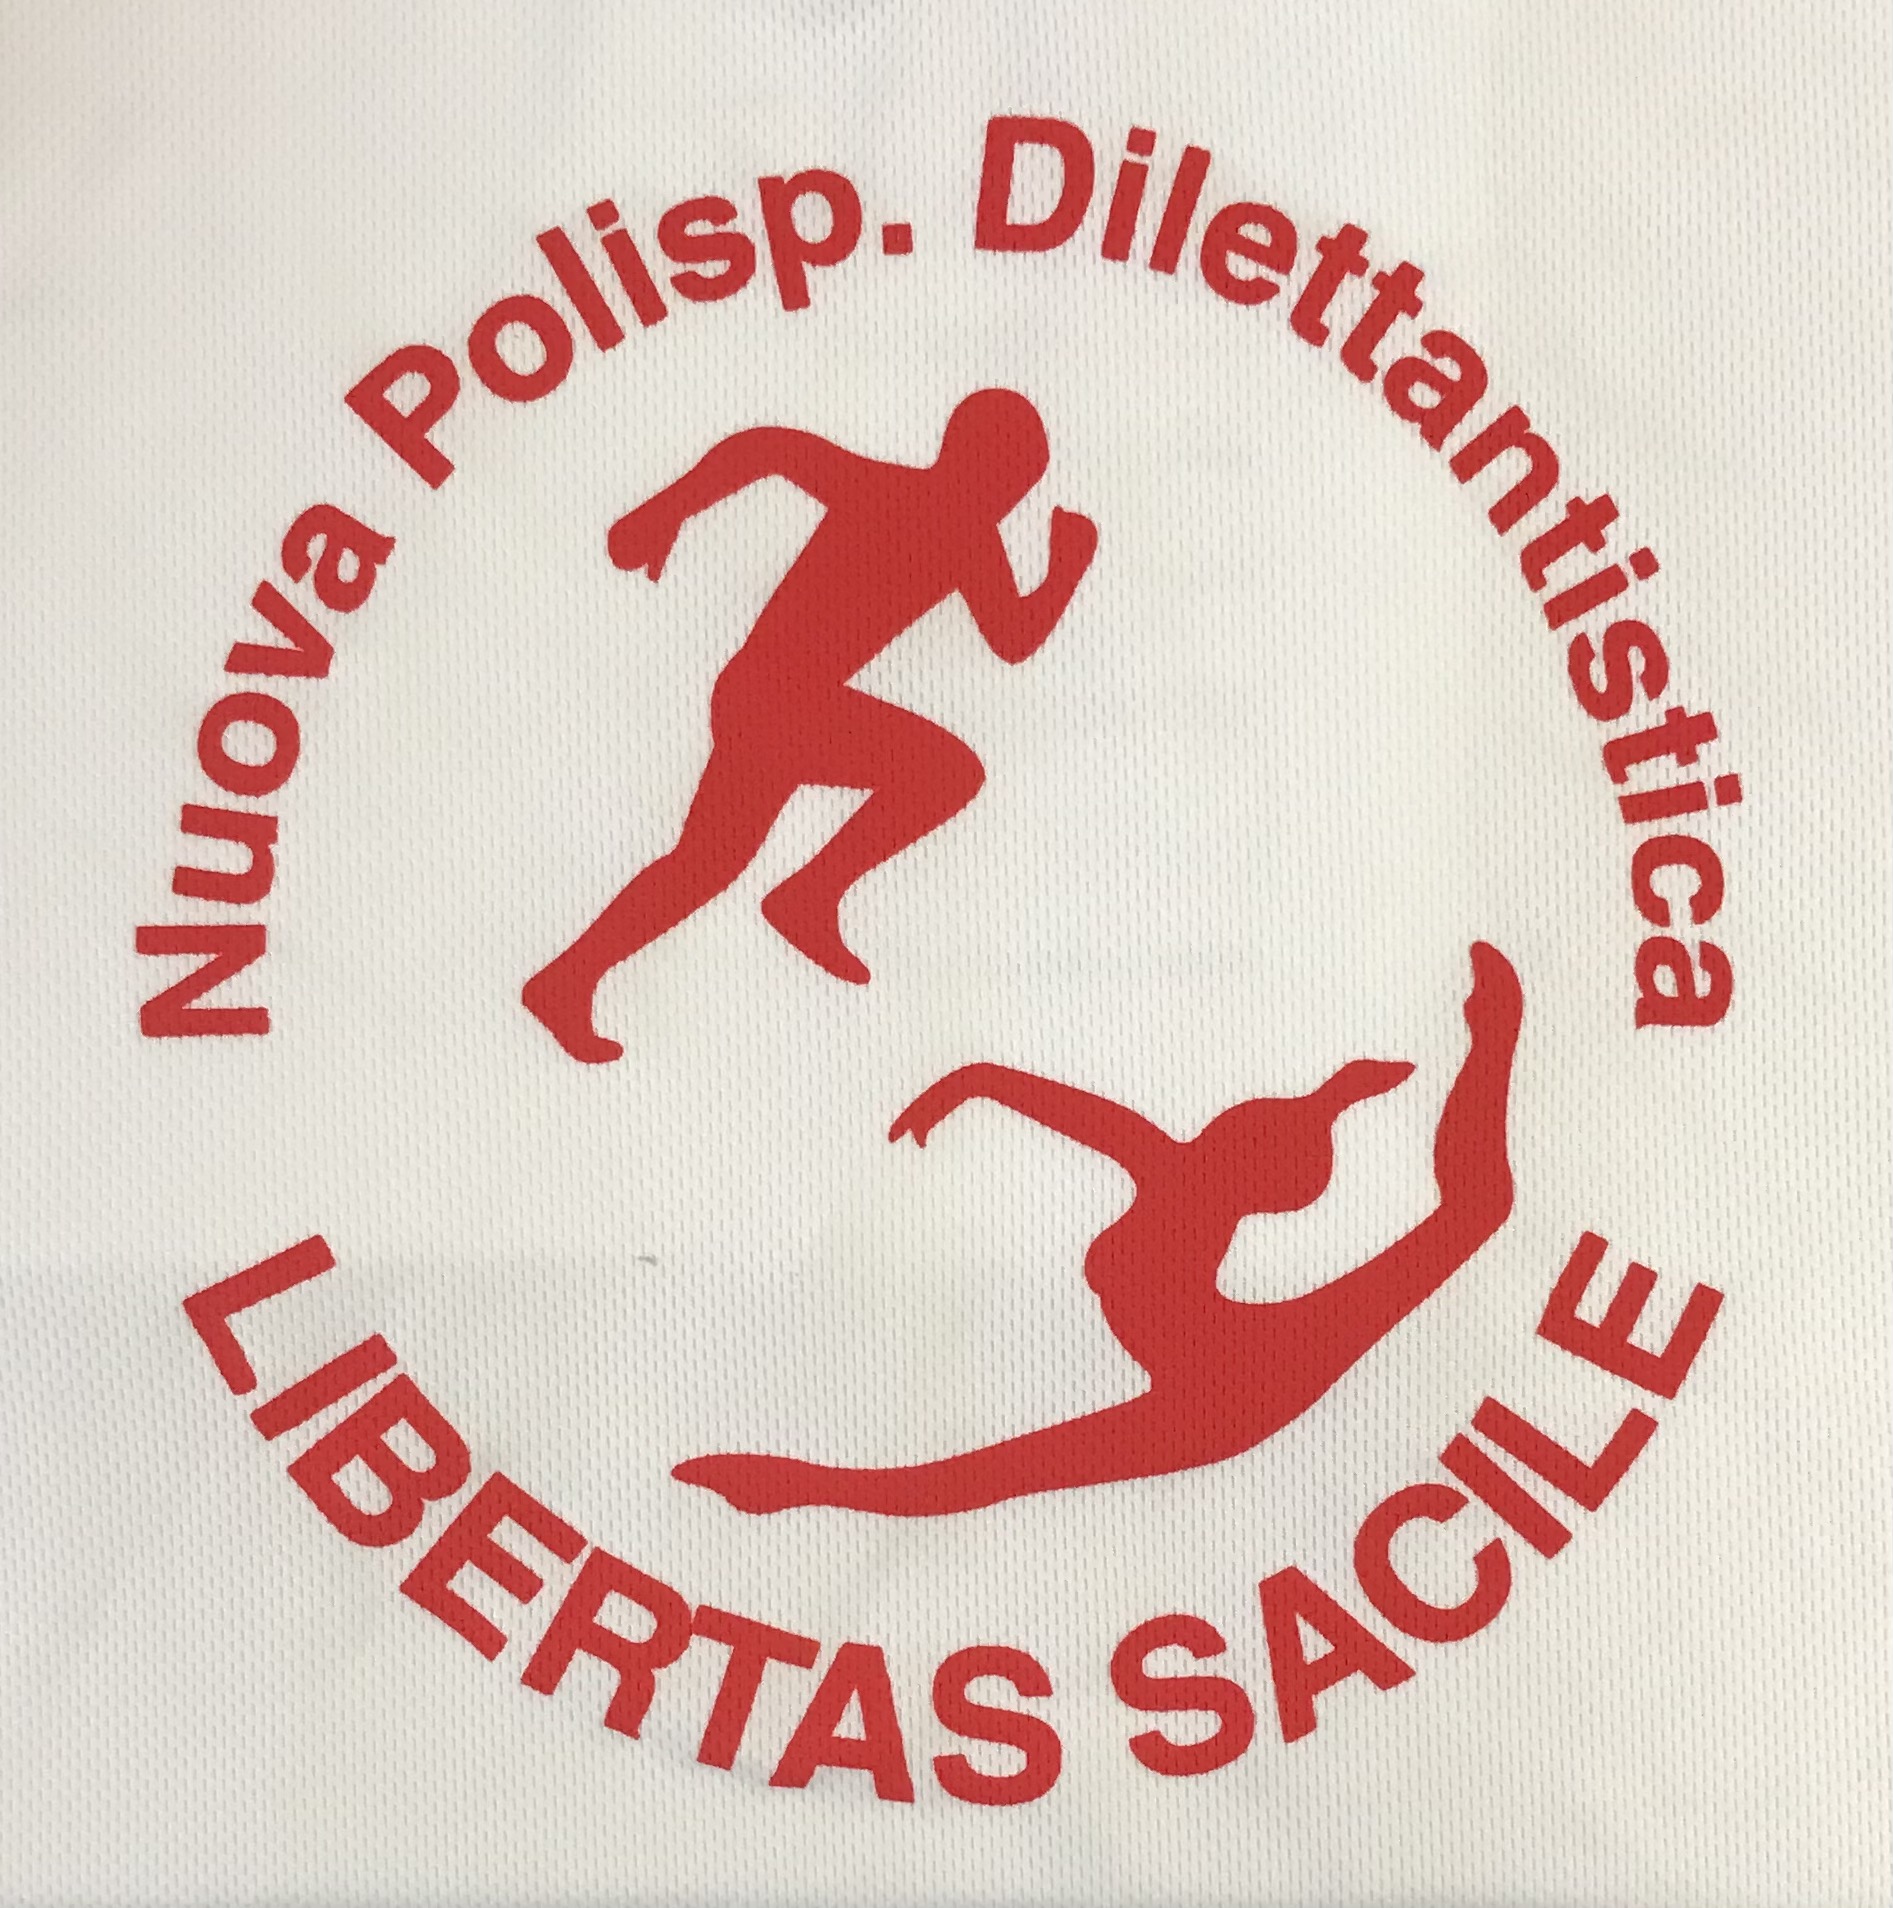 Nuova Polisp. Dilettantistica
LIBERTAS SACILE